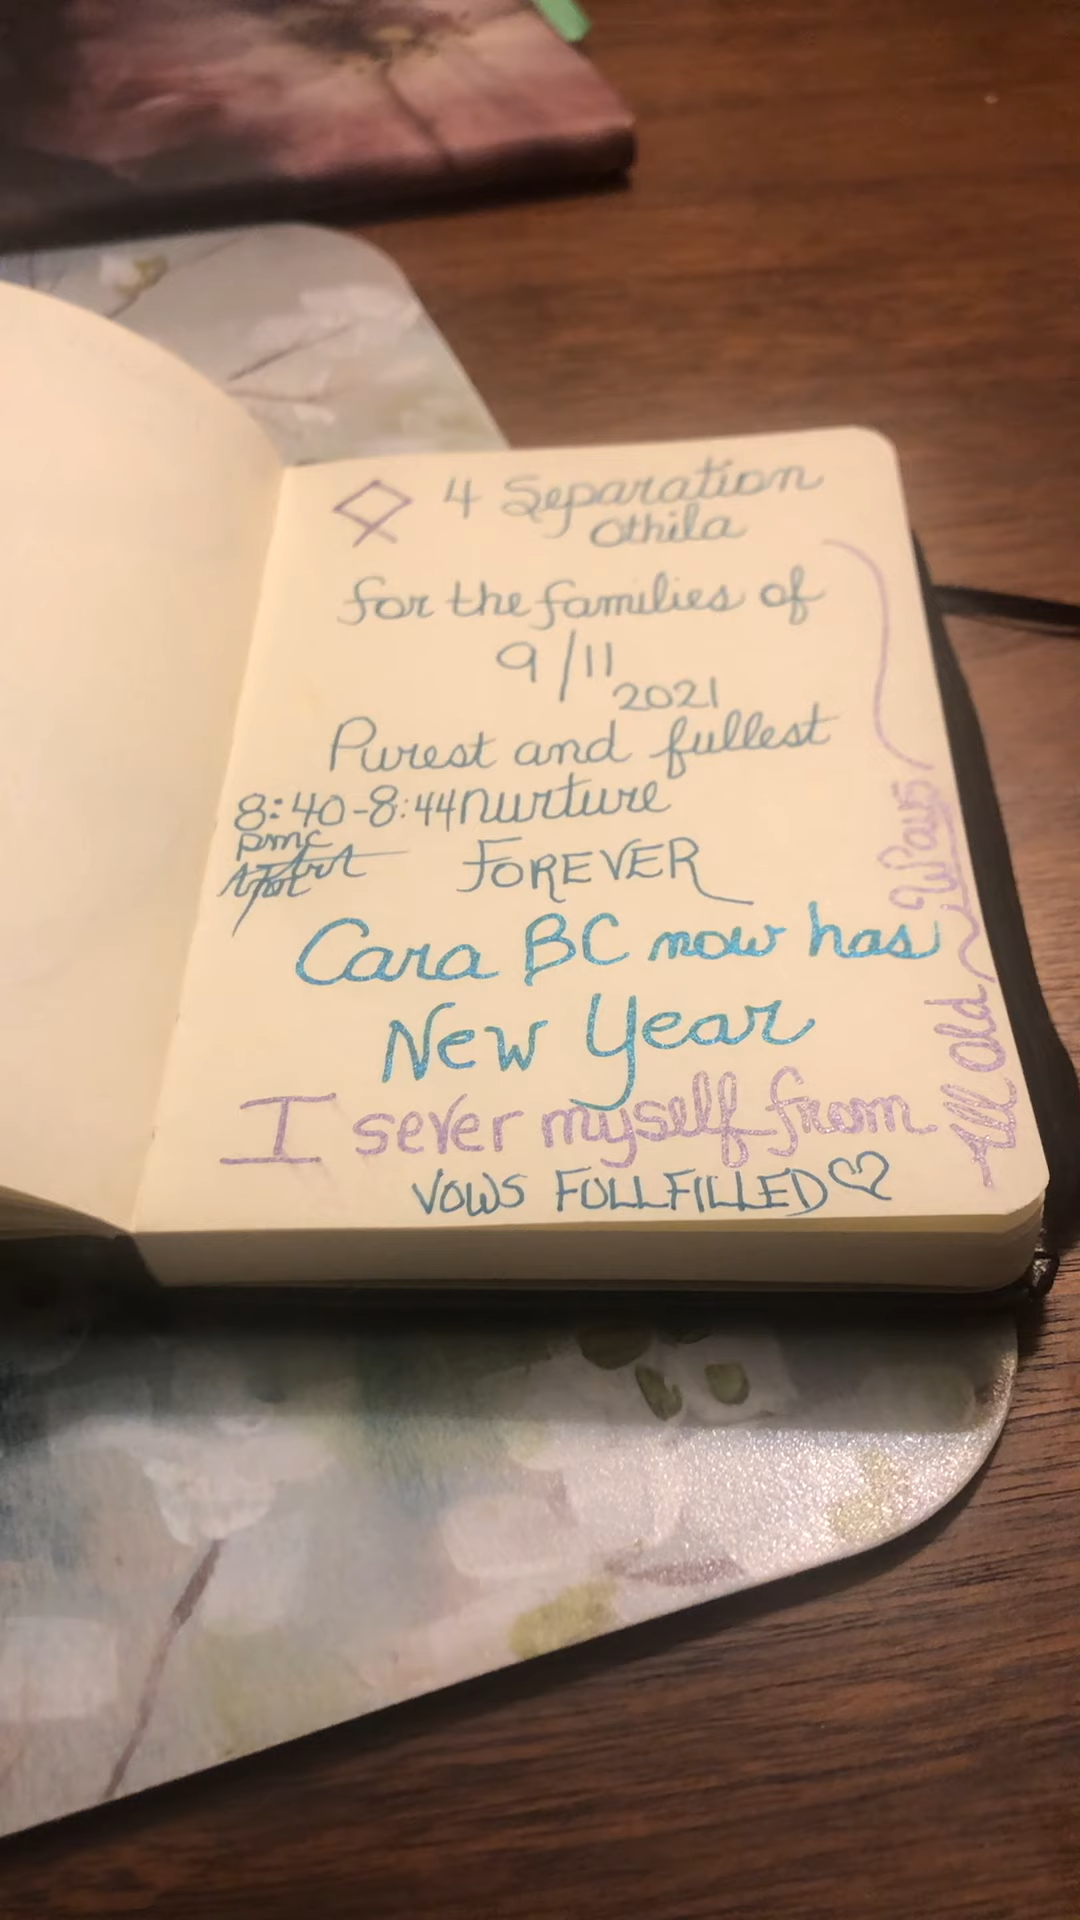 4 Separation
Othila
for the families of
9/11
2021
Purest and fullest
8:40-8:44 nurture
pmc
FOREVER
Cara BC now has
New Year
I sever myself from
All Old Ways
VOWS FULLFILLED